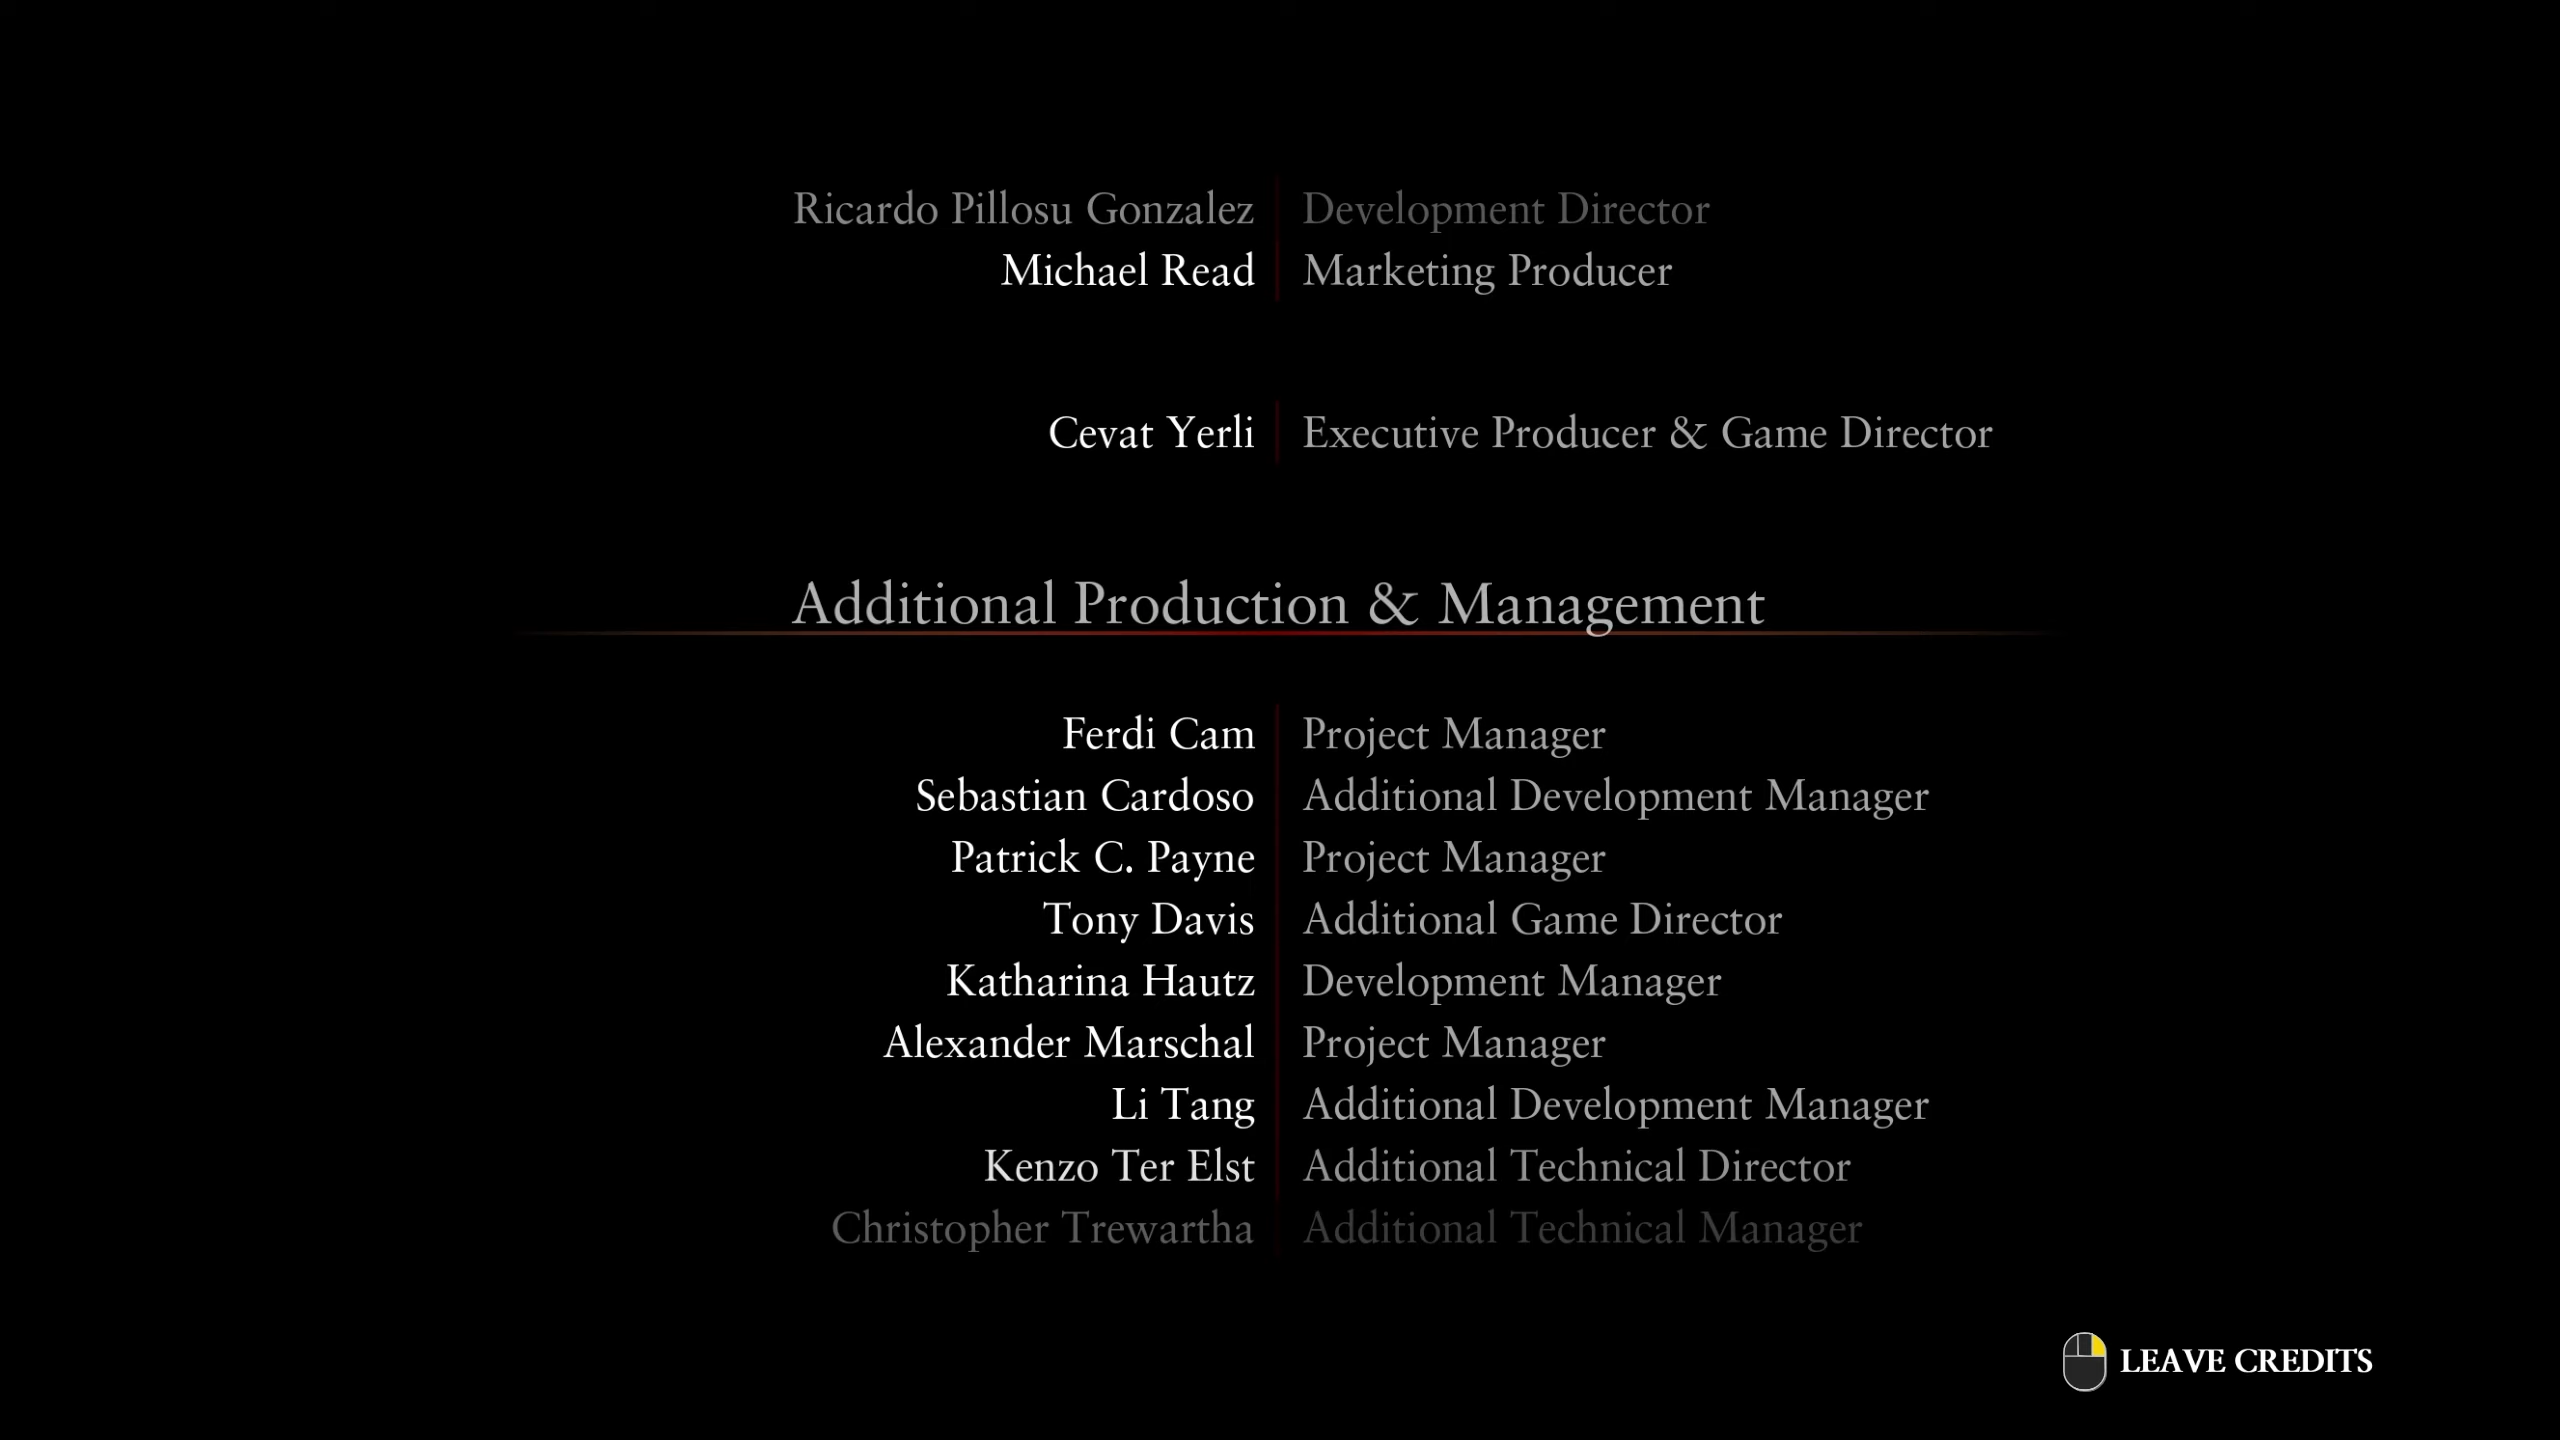 Ricardo Pillosu Gonzalez Development Director
Michael Read Marketing Producer
Cevat Yerli Executive Producer & Game Director
Additional Production & Management
Ferdi Cam Project Manager
Sebastian Cardoso Additional Development Manager
Patrick C. Payne Project Manager
Tony Davis Additional Game Director
Katharina Hautz Development Manager
Alexander Marschal Project Manager
Li Tang Additional Development Manager
Kenzo Ter Elst Additional Technical Director
Christopher Trewartha Additional Technical Manager
LEAVE CREDITS